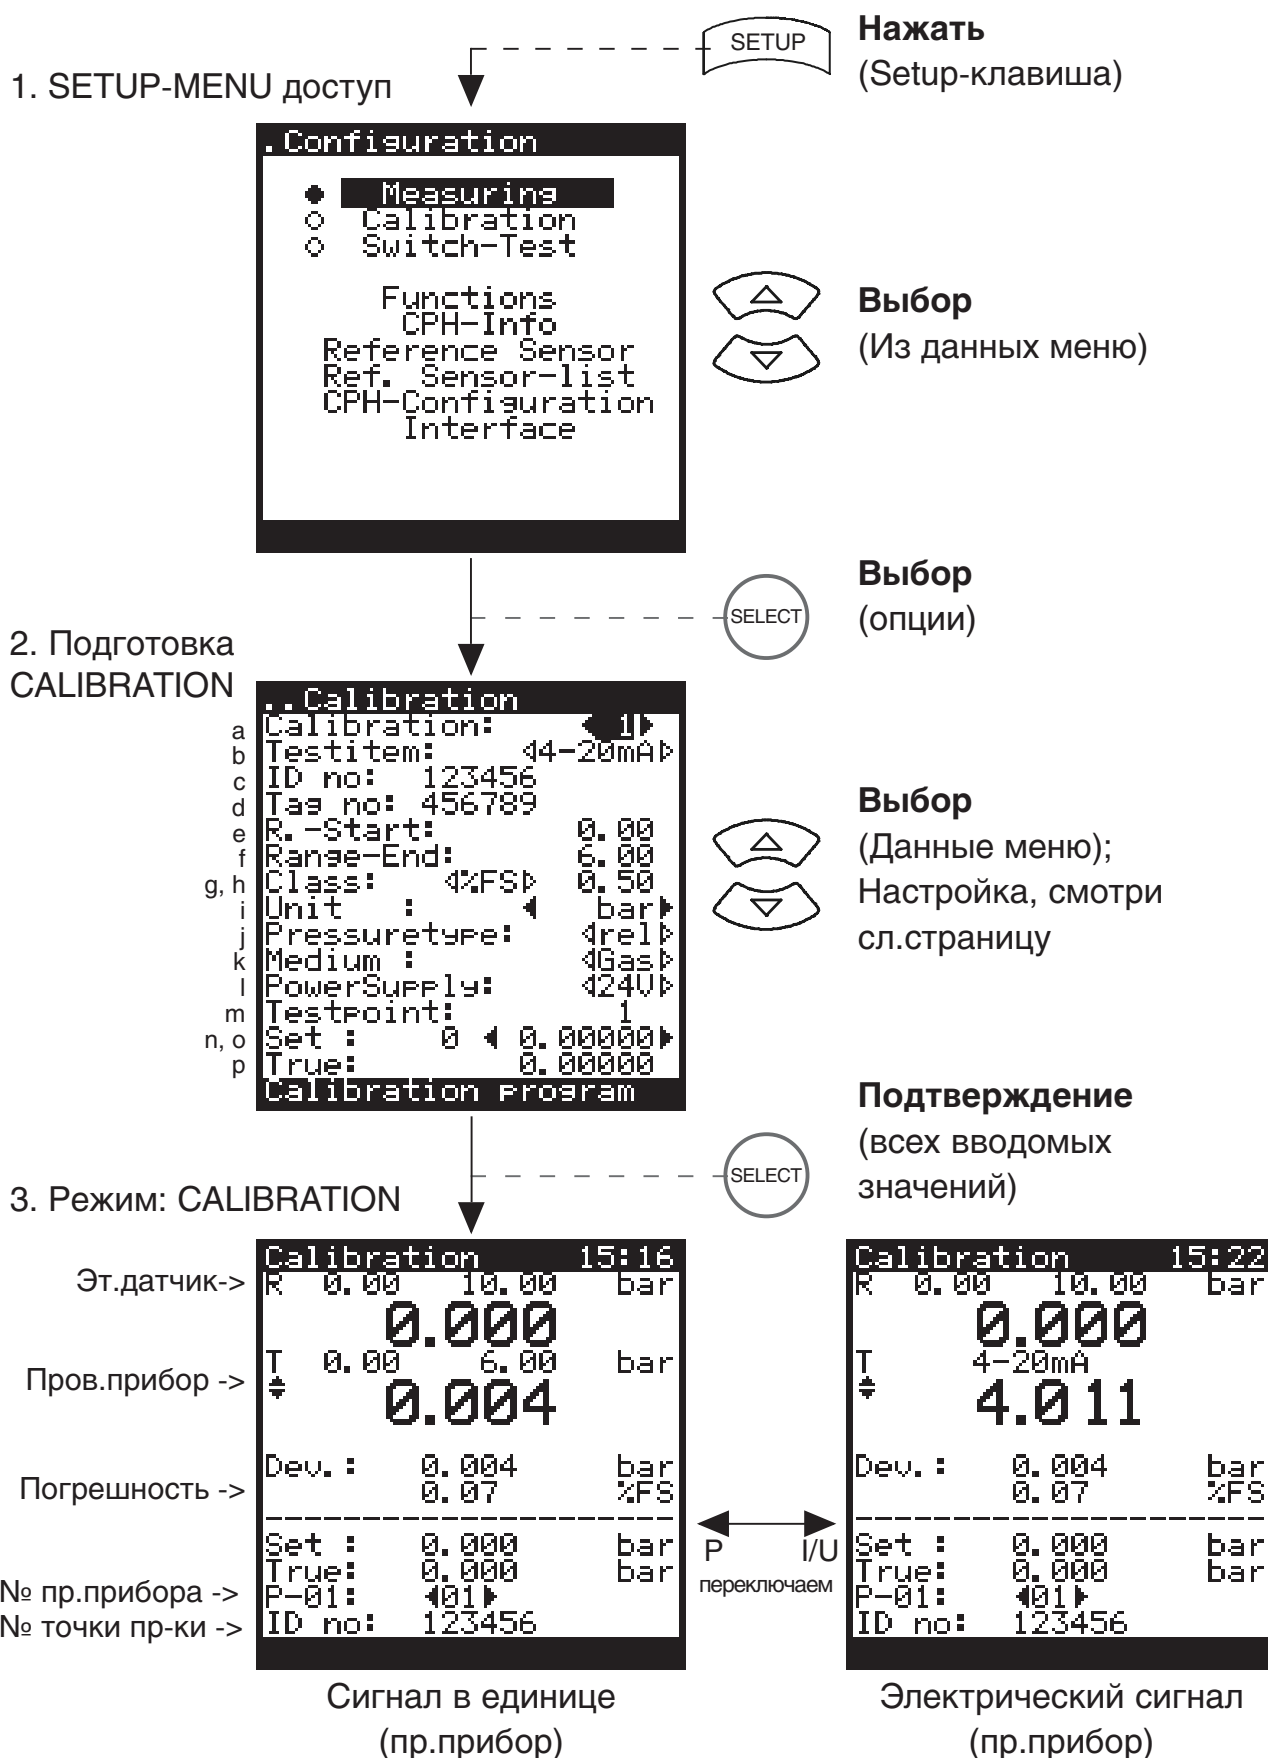 SETUP
Нажать
(Setup-клавиша)
1. SETUP-MENU доступ
.Configuration
Measuring
Calibration
Switch-Test
Functions
CPH-Info
Reference Sensor
Ref. Sensor-list
CPH-Configuration
Interface
Выбор
(Из данных меню)
SELECT
Выбор
(опции)
2. Подготовка
CALIBRATION
..Calibration
a Calibration: 1
b Testitem: 4-20mA
c ID no: 123456
d Tag no: 456789
e R.-Start: 0.00
f Range-End: 6.00
g, h Class: %FS 0.50
i Unit : bar
j Pressuretype: rel
k Medium : Gas
l PowerSupply: 24V
m Testpoint: 1
n, o Set : 0 0.00000
p True: 0.00000
Calibration program
Выбор
(Данные меню);
Настройка, смотри
сл.страницу
SELECT
Подтверждение
(всех вводомых
значений)
3. Режим: CALIBRATION
Calibration 15:16
Эт.датчик-> R 0.00 10.00 bar
0.000
T 0.00 6.00 bar
Пров.прибор -> 0.004
Dev.: 0.004 bar
Погрешность -> 0.07 %FS
Set : 0.000 bar
True: 0.000 bar
№ пр.прибора -> P-01: 01
№ точки пр-ки -> ID no: 123456
Сигнал в единице
(пр.прибор)
P I/U
переключаем
Calibration 15:22
R 0.00 10.00 bar
0.000
T 4-20mA
4.011
Dev.: 0.004 bar
0.07 %FS
Set : 0.000 bar
True: 0.000 bar
P-01: 01
ID no: 123456
Электрический сигнал
(пр.прибор)